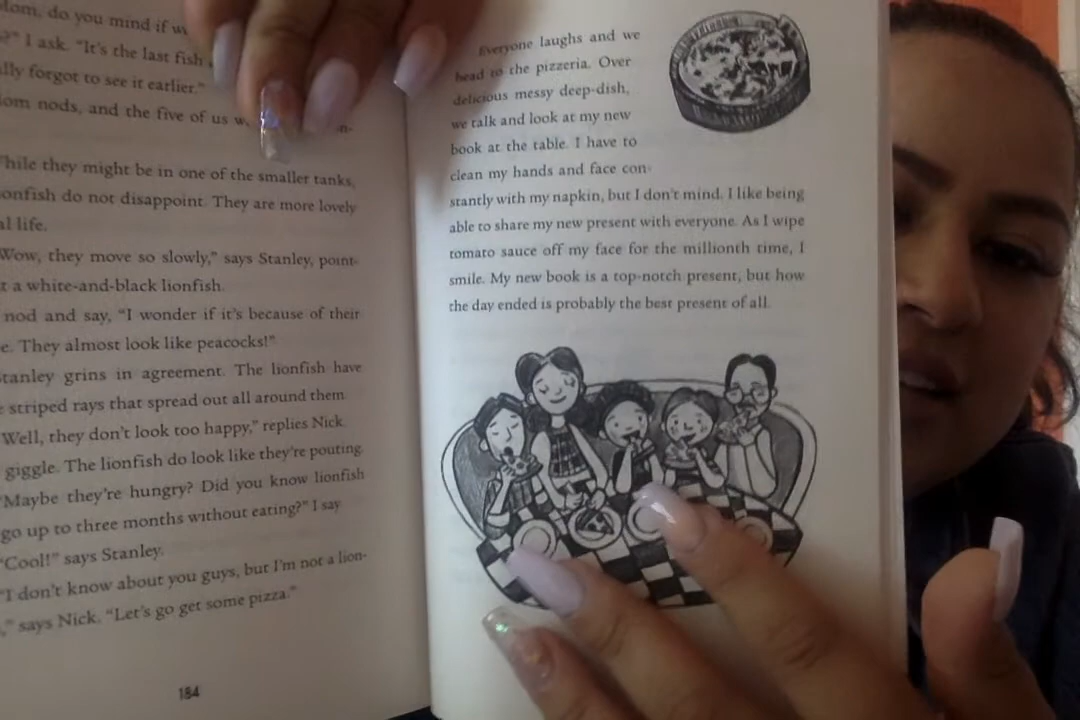 do you mind if
I ask. "It's the last fish
forgot to see it earlier."
nods, and the five of us
they might be in one of the smaller tanks,
do not disappoint. They are more lovely
life.
Wow, they move so slowly," says Stanley, point-
a white-and-black lionfish.
nod and say, "I wonder if it's because of their
They almost look like peacocks!"
grins in agreement. The lionfish have
striped rays that spread out all around them.
Well, they don't look too happy," replies Nick.
giggle. The lionfish do look like they're pouting.
"Maybe they're hungry? Did you know lionfish
go up to three months without eating?" I say
"Cool!" says Stanley.
"I don't know about you guys, but I'm not a lion-
," says Nick. "Let's go get some pizza."
184
Everyone laughs and we
head to the pizzeria. Over
delicious messy deep-dish,
we talk and look at my new
book at the table. I have to
clean my hands and face con-
stantly with my napkin, but I don't mind. I like being
able to share my new present with everyone. As I wipe
tomato sauce off my face for the millionth time, I
smile. My new book is a top-notch present, but how
the day ended is probably the best present of all.